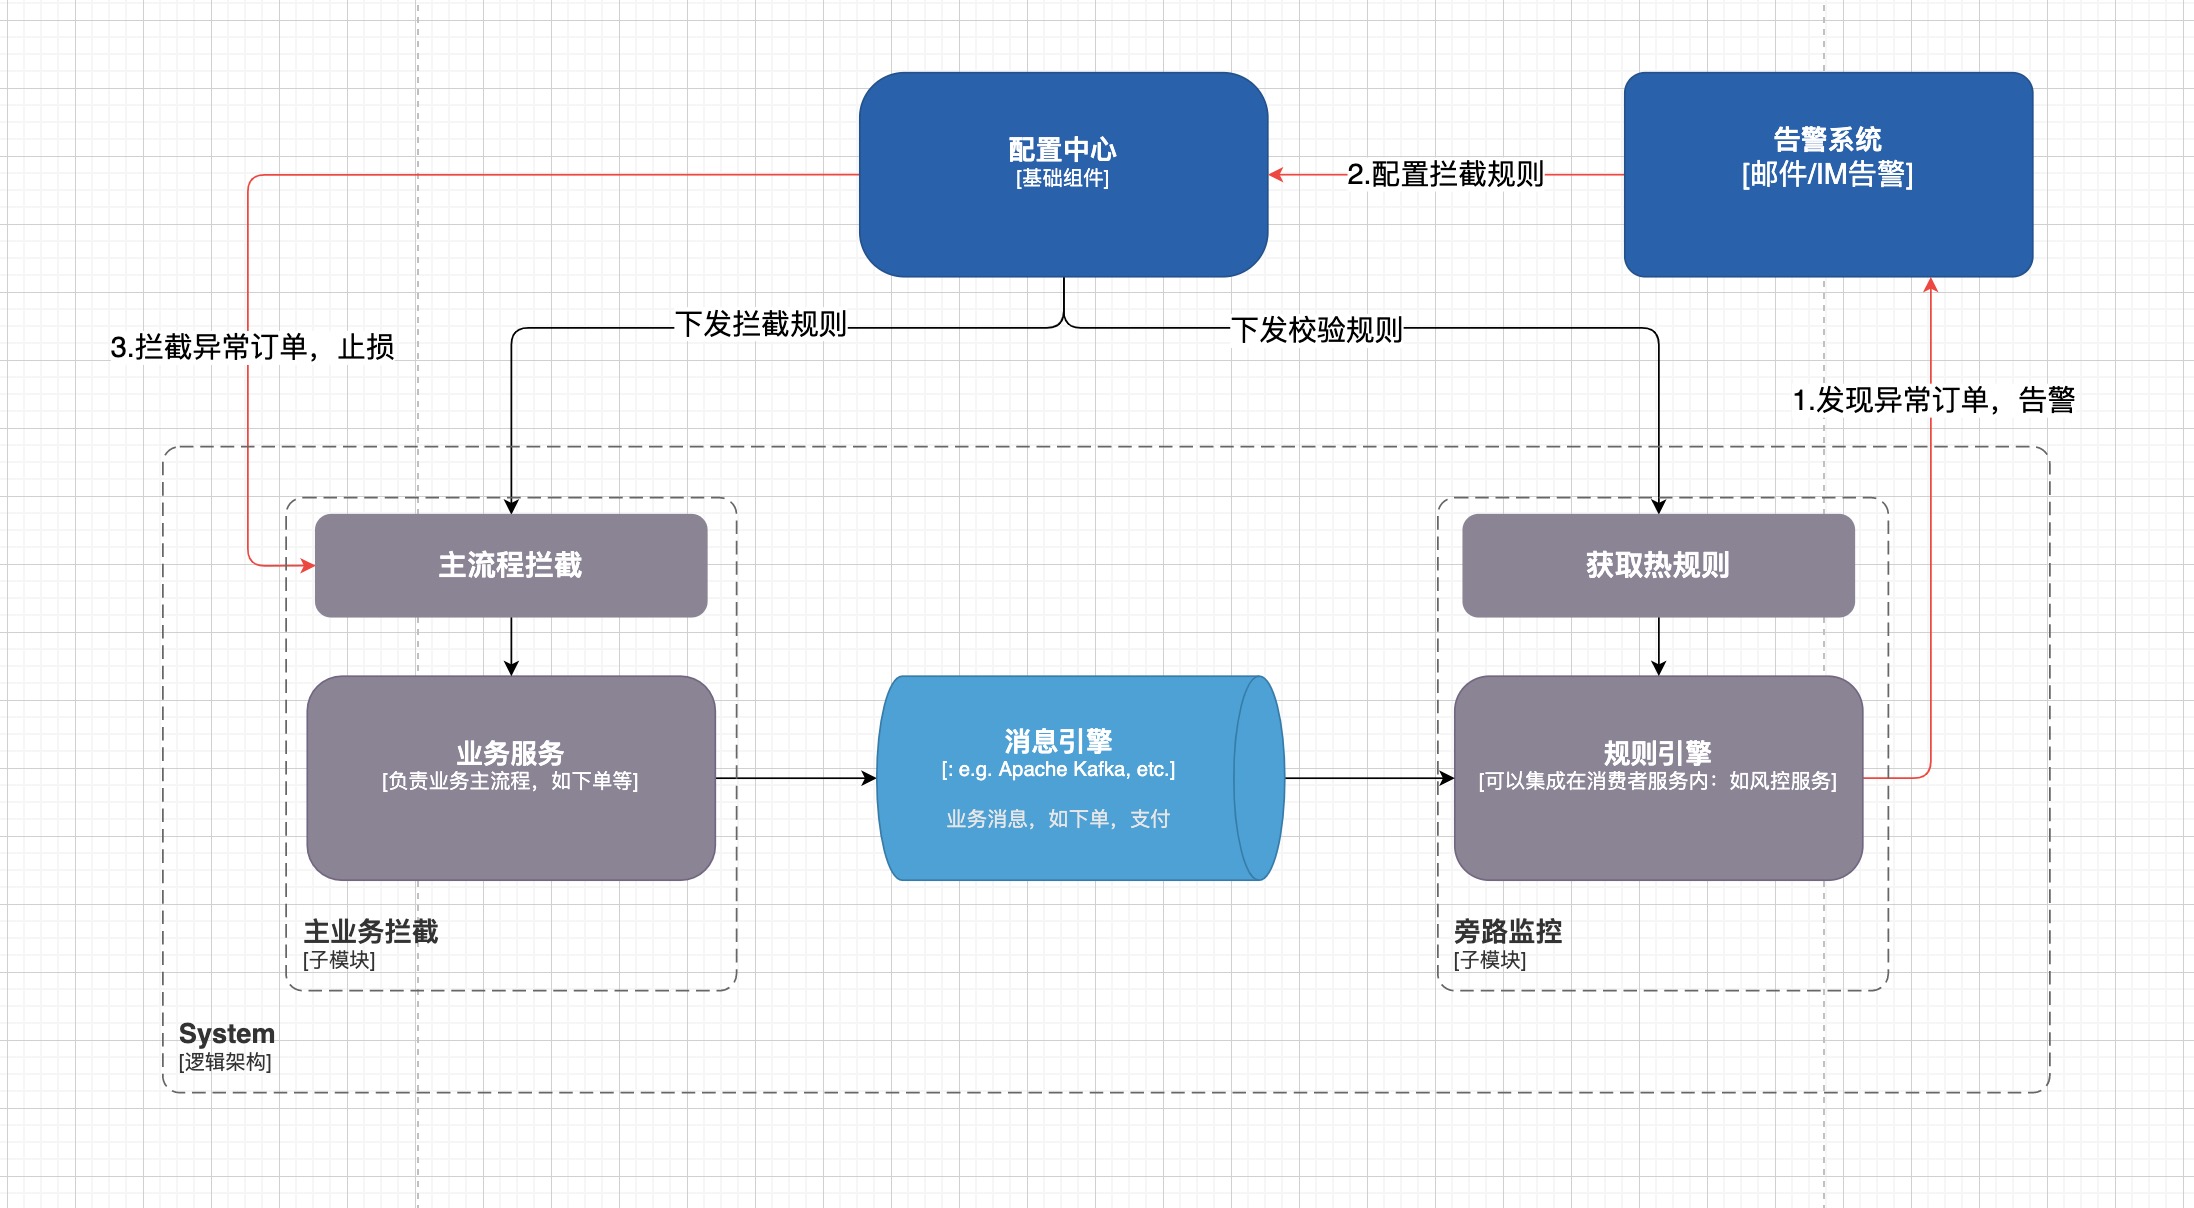 配置中心
[基础组件]
告警系统
[邮件/IM告警]
2.配置拦截规则
下发拦截规则
下发校验规则
3.拦截异常订单，止损
1.发现异常订单，告警
主流程拦截
获取热规则
业务服务
[负责业务主流程，如下单等]
消息引擎
[: e.g. Apache Kafka, etc.]
业务消息，如下单，支付
规则引擎
[可以集成在消费者服务内：如风控服务]
主业务拦截
[子模块]
旁路监控
[子模块]
System
[逻辑架构]